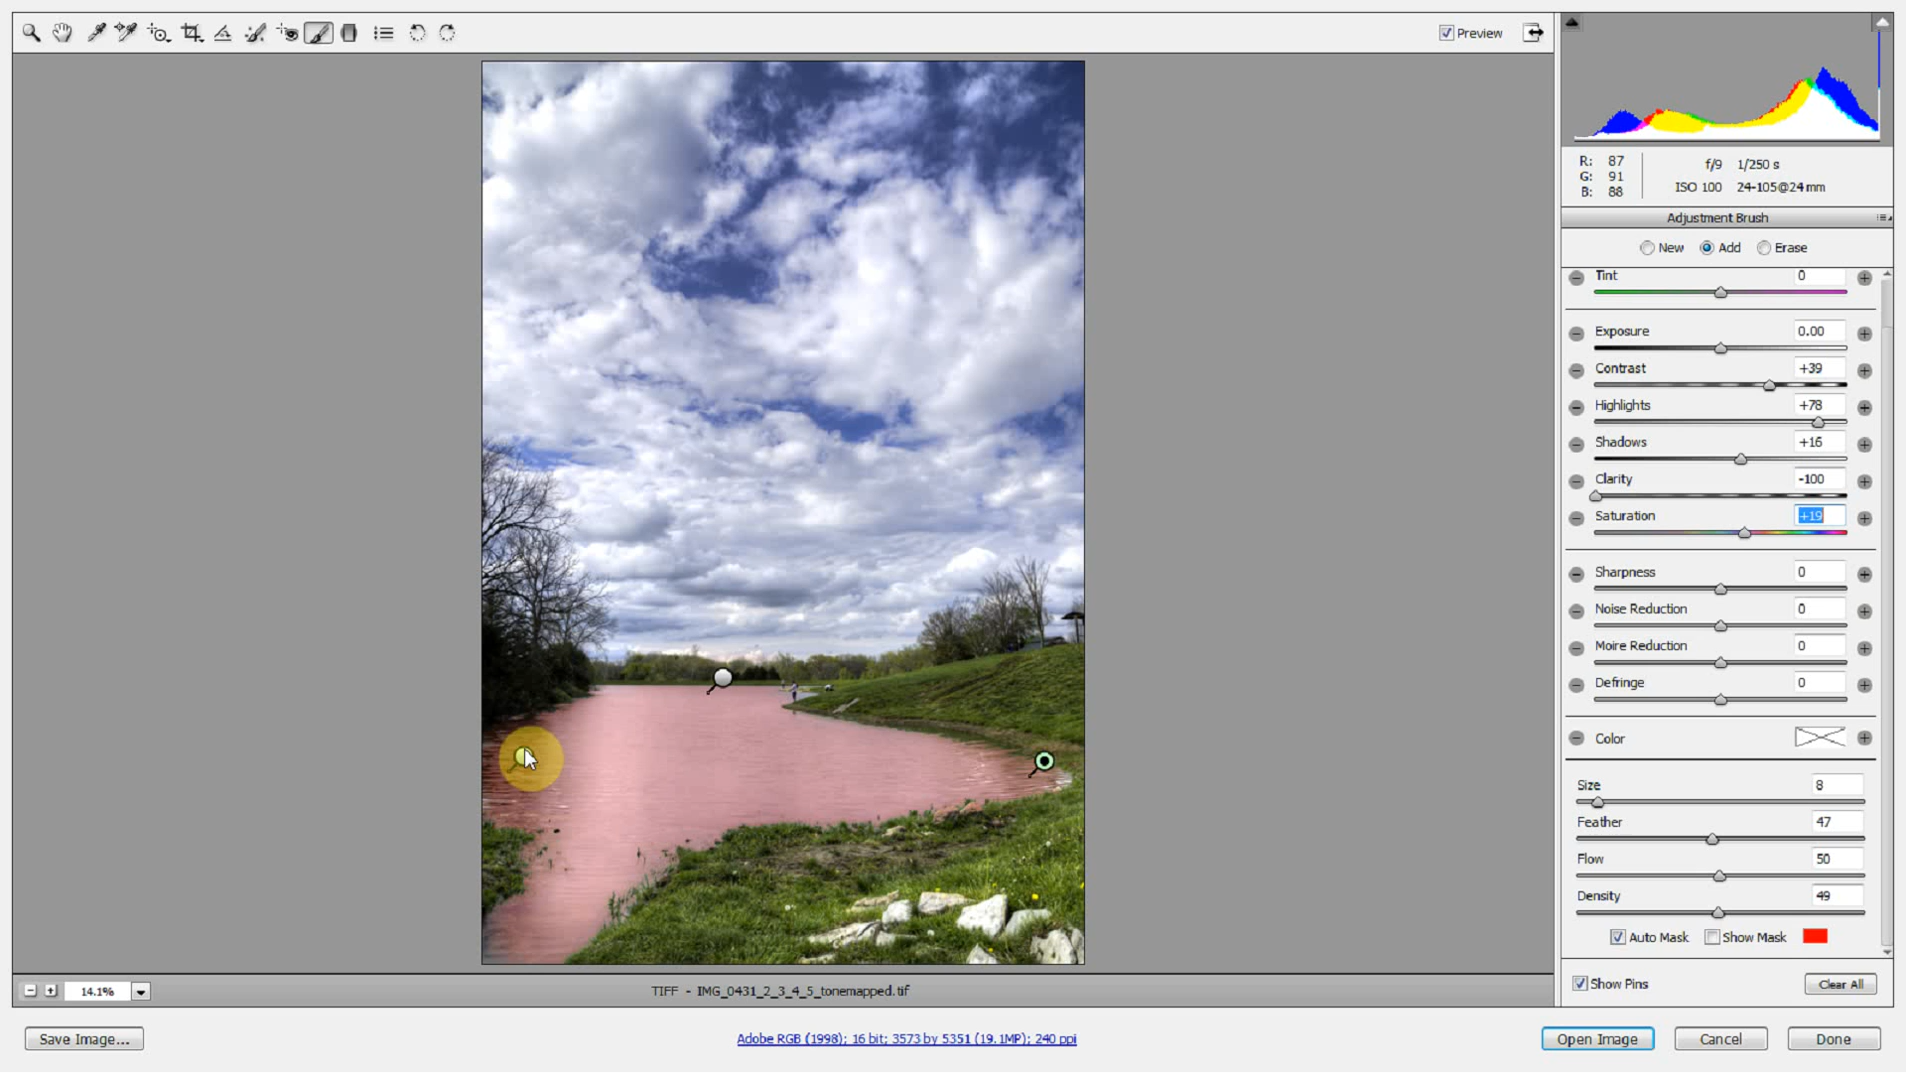 Preview
R: 87
G: 91
B: 88
f/9 1/250 s
ISO 100 24-105@24 mm
Adjustment Brush
New Add Erase
Tint 0
Exposure 0.00
Contrast +39
Highlights +78
Shadows +16
Clarity -100
Saturation +19
Sharpness 0
Noise Reduction 0
Moire Reduction 0
Defringe 0
Color
Size 8
Feather 47
Flow 50
Density 49
Auto Mask Show Mask
Show Pins Clear All
14.1% TIFF - IMG_0431_2_3_4_5_tonemapped.tif
Save Image... Adobe RGB (1998); 16 bit; 3573 by 5351 (19.1MP); 240 ppi Open Image Cancel Done